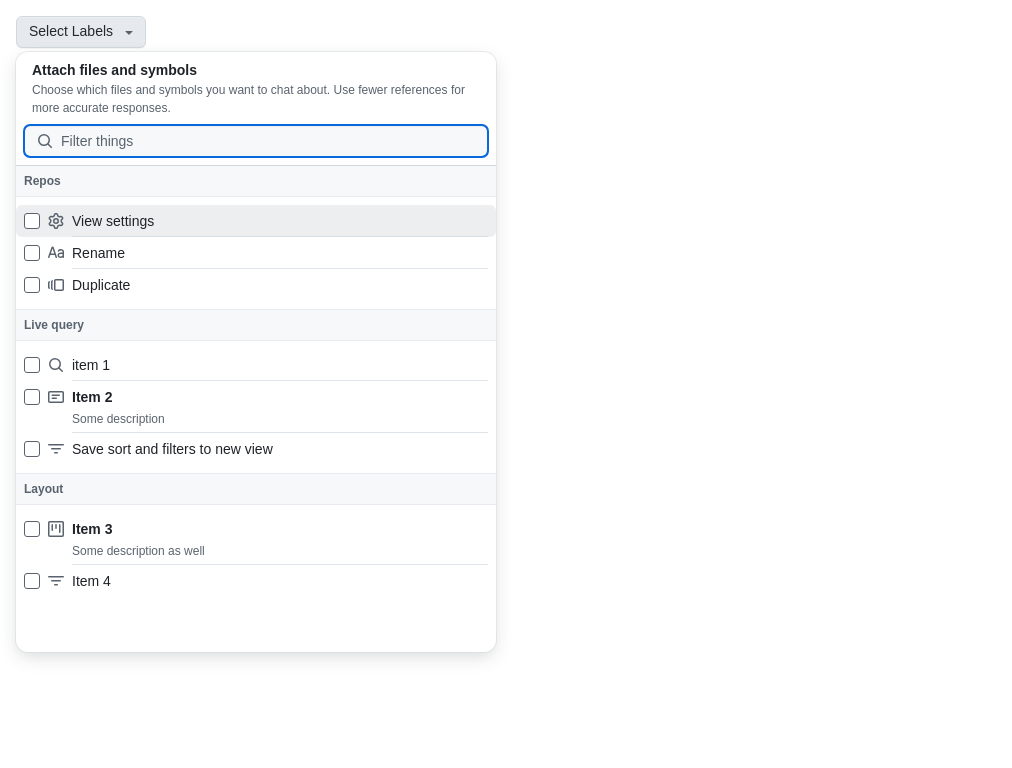 Select Labels
Attach files and symbols
Choose which files and symbols you want to chat about. Use fewer references for
more accurate responses.
Filter things
Repos
View settings
Rename
Duplicate
Live query
item 1
Item 2
Some description
Save sort and filters to new view
Layout
Item 3
Some description as well
Item 4